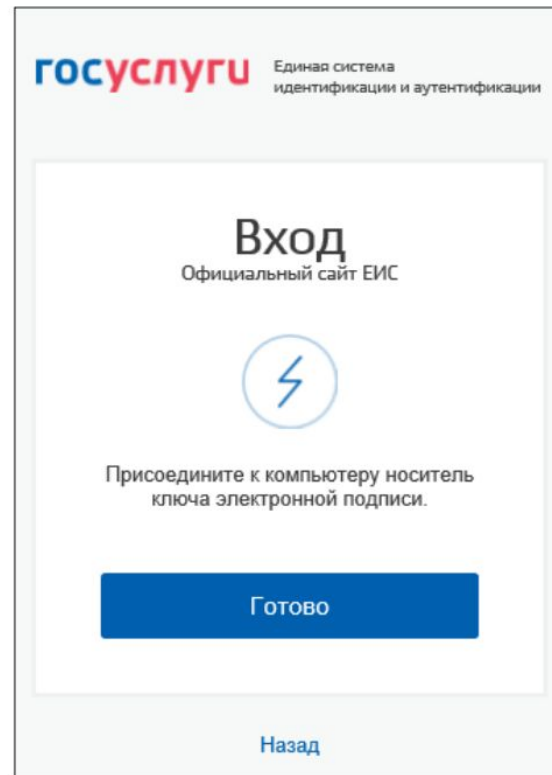 госуслуги
Единая система
идентификации и аутентификации
Вход
Официальный сайт ЕИС
Присоедините к компьютеру носитель
ключа электронной подписи.
Готово
Назад